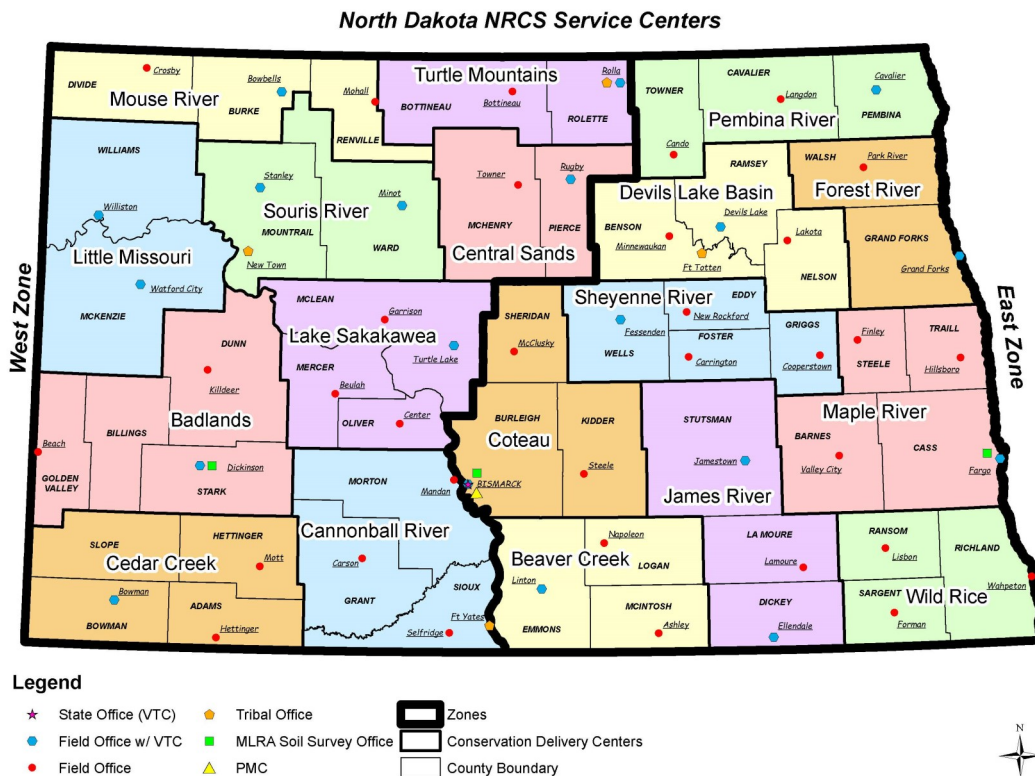 North Dakota NRCS Service Centers
West Zone
East Zone
Mouse River
DIVIDE
Crosby
BURKE
Bowbells
RENVILLE
Mohall
Turtle Mountains
BOTTINEAU
Bottineau
ROLETTE
Rolla
Pembina River
TOWNER
Cando
CAVALIER
Langdon
PEMBINA
Cavalier
Little Missouri
WILLIAMS
Williston
MCKENZIE
Watford City
Souris River
MOUNTRAIL
Stanley
New Town
WARD
Minot
Central Sands
MCHENRY
Towner
PIERCE
Rugby
Devils Lake Basin
RAMSEY
Devils Lake
BENSON
Minnewaukan
Ft Totten
NELSON
Lakota
Forest River
WALSH
Park River
GRAND FORKS
Grand Forks
Lake Sakakawea
MCLEAN
Garrison
Turtle Lake
MERCER
Beulah
OLIVER
Center
Sheyenne River
WELLS
Fessenden
EDDY
New Rockford
FOSTER
Carrington
GRIGGS
Cooperstown
Badlands
DUNN
Killdeer
BILLINGS
GOLDEN
VALLEY
Beach
STARK
Dickinson
Coteau
SHERIDAN
McClusky
BURLEIGH
BISMARCK
KIDDER
Steele
James River
STUTSMAN
Jamestown
LA MOURE
Lamoure
DICKEY
Ellendale
Maple River
STEELE
Finley
TRAILL
Hillsboro
BARNES
Valley City
CASS
Fargo
Cedar Creek
SLOPE
BOWMAN
Bowman
HETTINGER
Mott
ADAMS
Hettinger
Cannonball River
MORTON
Mandan
GRANT
Carson
SIOUX
Ft Yates
Selfridge
Beaver Creek
EMMONS
Linton
LOGAN
Napoleon
MCINTOSH
Ashley
Wild Rice
RANSOM
Lisbon
SARGENT
Forman
RICHLAND
Wahpeton
Legend
State Office (VTC)
Field Office w/ VTC
Field Office
Tribal Office
MLRA Soil Survey Office
PMC
Zones
Conservation Delivery Centers
County Boundary
N